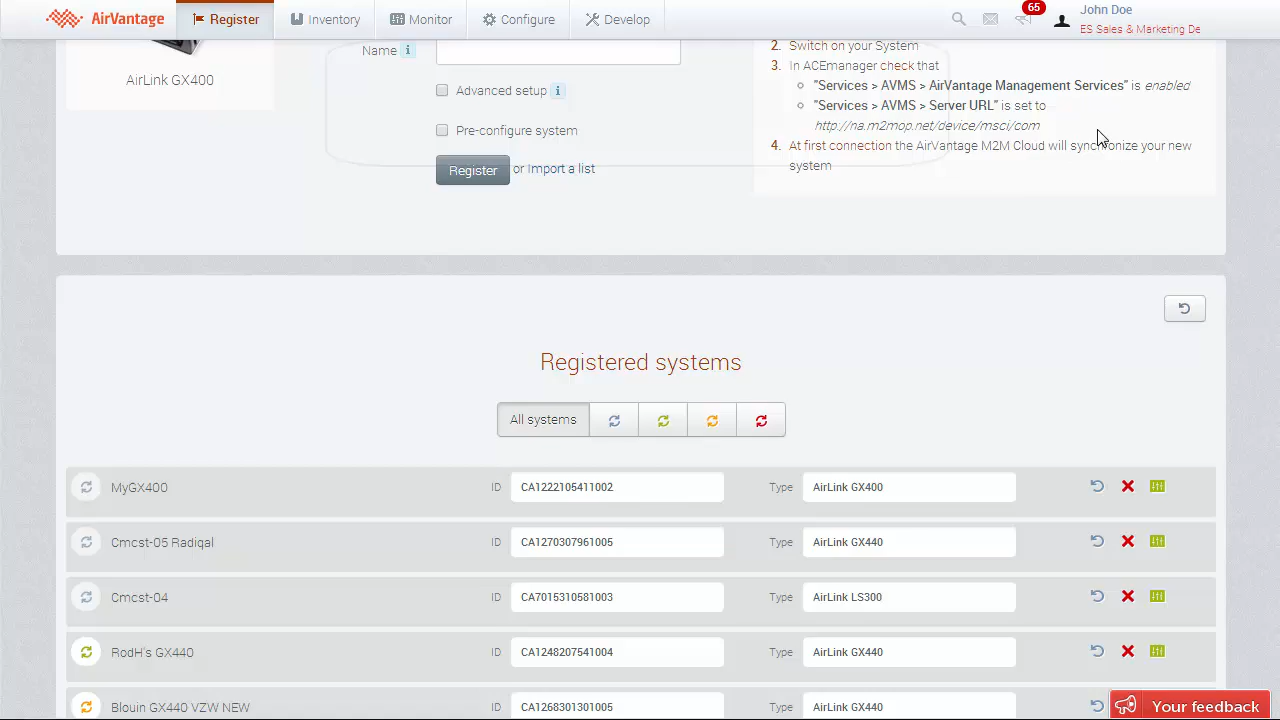 AirVantage
Register
Inventory
Monitor
Configure
Develop
65
John Doe
ES Sales & Marketing De
AirLink GX400
Name i
Advanced setup i
Pre-configure system
Register or Import a list
2. Switch on your System
3. In ACEmanager check that
"Services > AVMS > AirVantage Management Services" is enabled
"Services > AVMS > Server URL" is set to
http://na.m2mop.net/device/msci/com
4. At first connection the AirVantage M2M Cloud will synchronize your new
system
Registered systems
All systems
MyGX400 ID CA1222105411002 Type AirLink GX400
Cmcst-05 Radiqal ID CA1270307961005 Type AirLink GX440
Cmcst-04 ID CA7015310581003 Type AirLink LS300
RodH's GX440 ID CA1248207541004 Type AirLink GX440
Blouin GX440 VZW NEW ID CA1268301301005 Type AirLink GX440
Your feedback